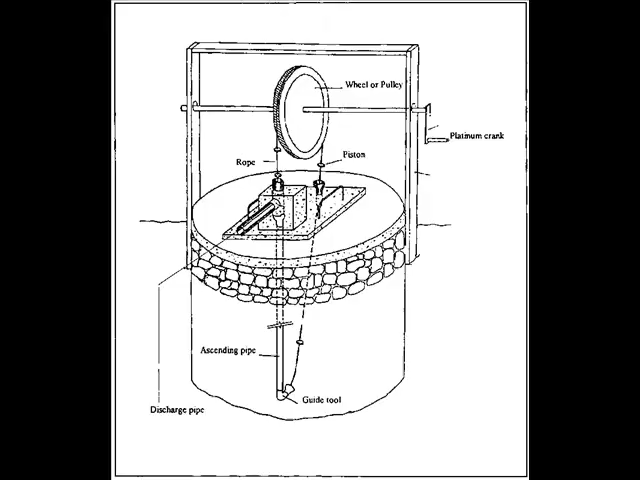 Wheel or Pulley
Platinum crank
Rope
Piston
Ascending pipe
Guide tool
Discharge pipe